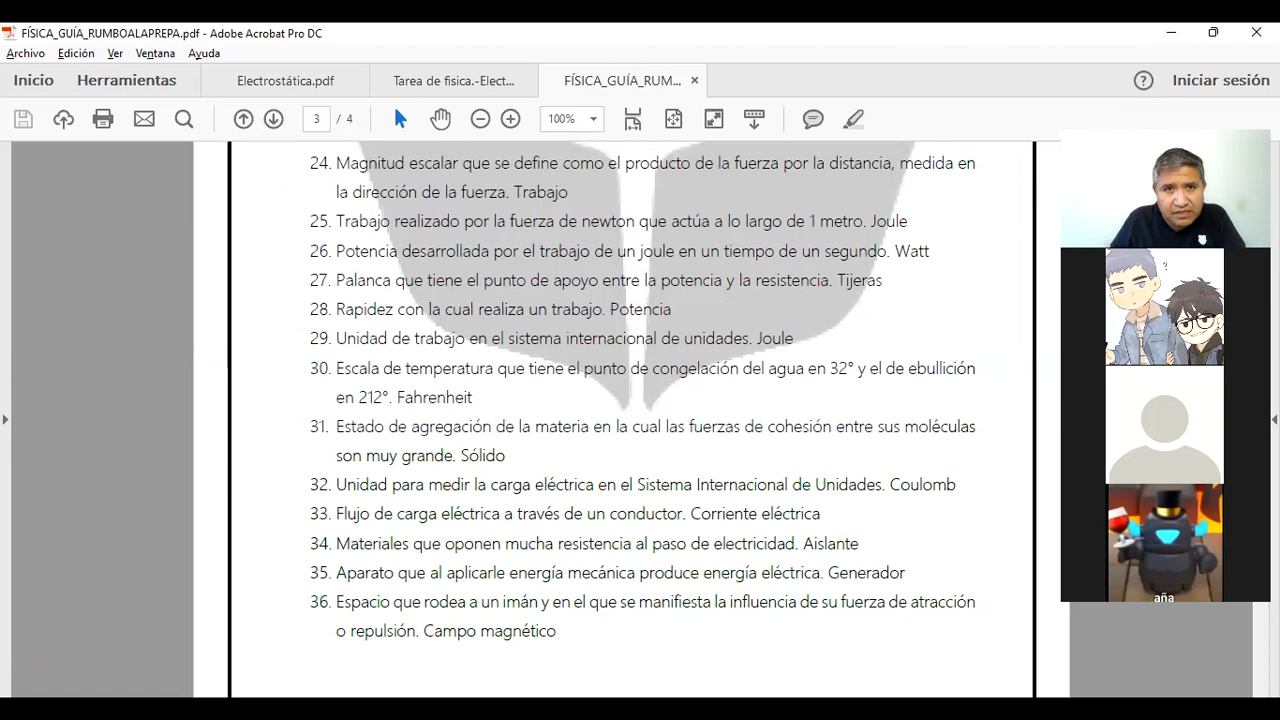 FÍSICA_GUÍA_RUMBOALAPREPA.pdf - Adobe Acrobat Pro DC
Archivo Edición Ver Ventana Ayuda
Inicio Herramientas Electrostática.pdf Tarea de fisica.-Elect... FÍSICA_GUÍA_RUM... × ? Iniciar sesión
3 / 4 100%
24. Magnitud escalar que se define como el producto de la fuerza por la distancia, medida en
la dirección de la fuerza. Trabajo
25. Trabajo realizado por la fuerza de newton que actúa a lo largo de 1 metro. Joule
26. Potencia desarrollada por el trabajo de un joule en un tiempo de un segundo. Watt
27. Palanca que tiene el punto de apoyo entre la potencia y la resistencia. Tijeras
28. Rapidez con la cual realiza un trabajo. Potencia
29. Unidad de trabajo en el sistema internacional de unidades. Joule
30. Escala de temperatura que tiene el punto de congelación del agua en 32° y el de ebullición
en 212°. Fahrenheit
31. Estado de agregación de la materia en la cual las fuerzas de cohesión entre sus moléculas
son muy grande. Sólido
32. Unidad para medir la carga eléctrica en el Sistema Internacional de Unidades. Coulomb
33. Flujo de carga eléctrica a través de un conductor. Corriente eléctrica
34. Materiales que oponen mucha resistencia al paso de electricidad. Aislante
35. Aparato que al aplicarle energía mecánica produce energía eléctrica. Generador
36. Espacio que rodea a un imán y en el que se manifiesta la influencia de su fuerza de atracción
o repulsión. Campo magnético
?
aña